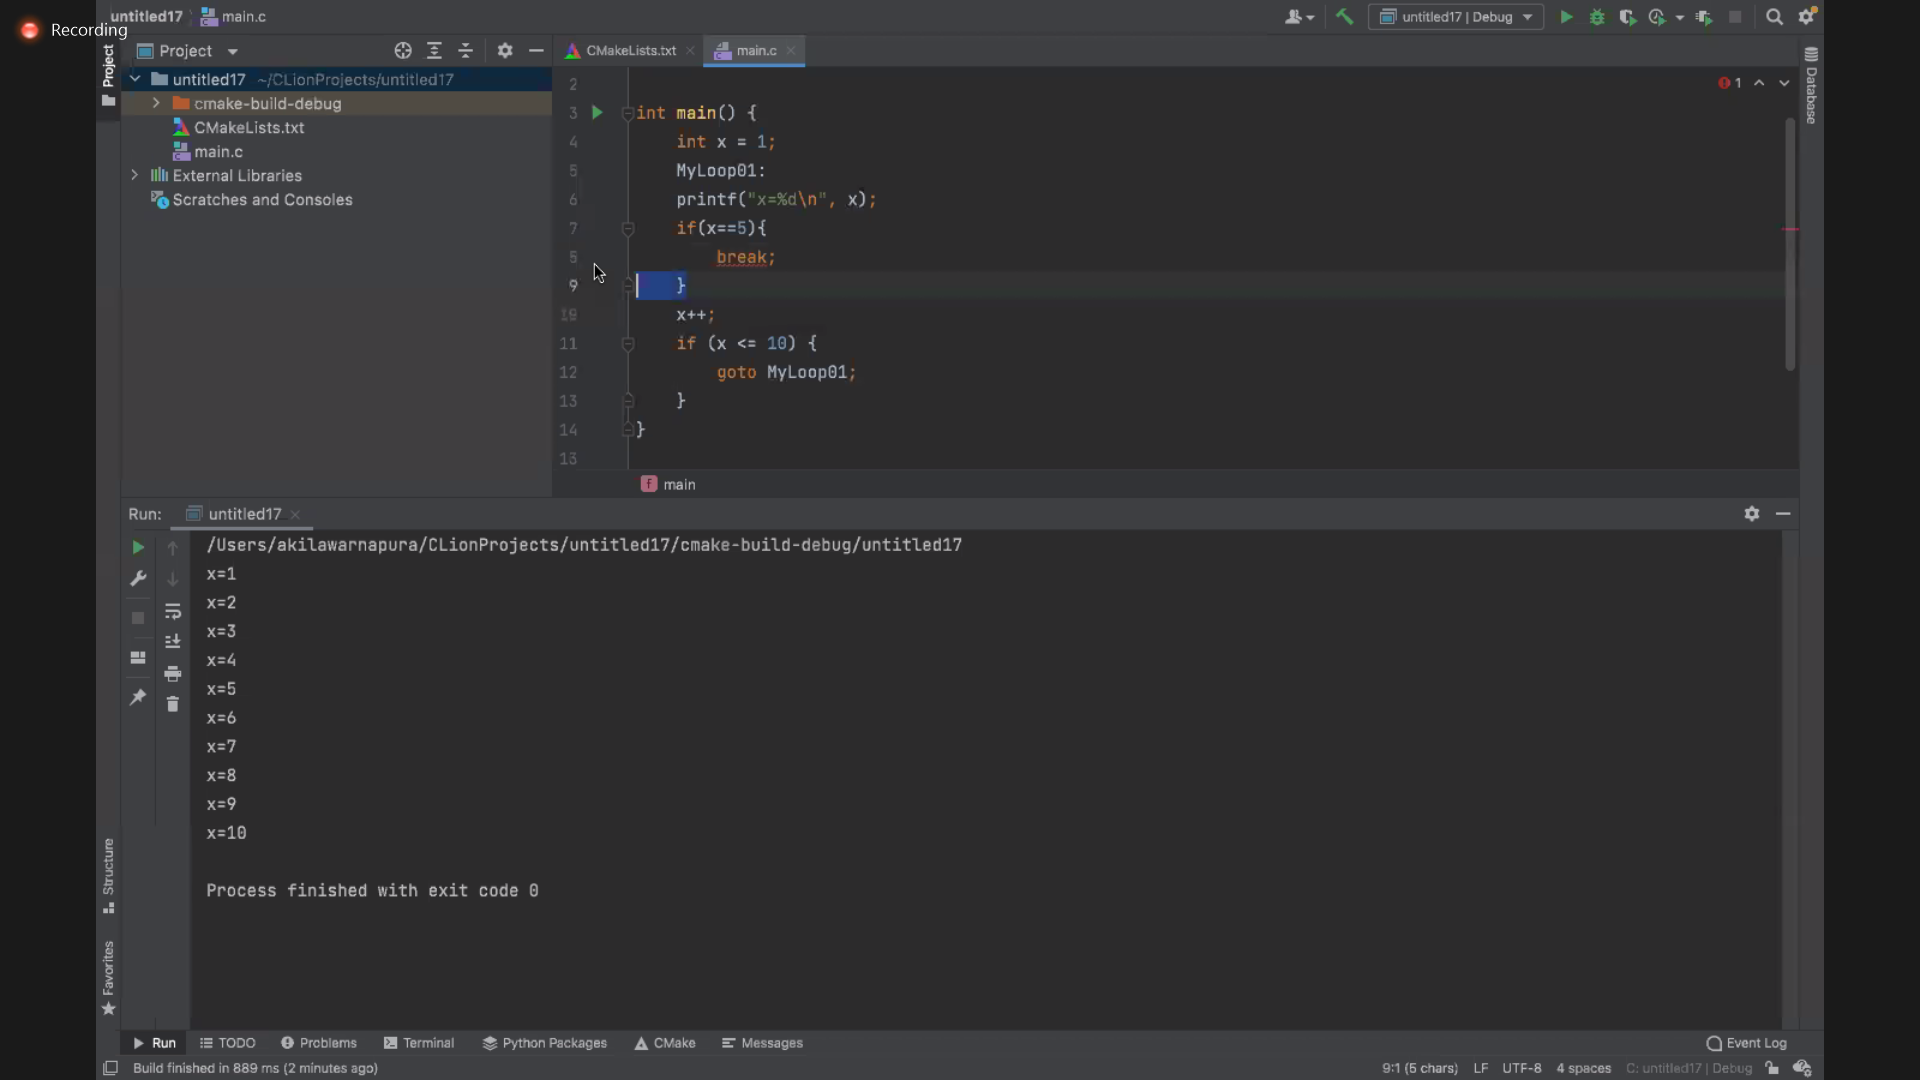 Recording
untitled17 main.c
untitled17 | Debug
Project
CMakeLists.txt
main.c
Project
untitled17 ~/CLionProjects/untitled17
cmake-build-debug
CMakeLists.txt
main.c
External Libraries
Scratches and Consoles
1
Database
2
3 int main() {
4 int x = 1;
5 MyLoop01:
6 printf("x=%d\n", x);
7 if(x==5){
5 break;
9 }
10 x++;
11 if (x <= 10) {
12 goto MyLoop01;
13 }
14 }
13
f main
Run: untitled17
/Users/akilawarnapura/CLionProjects/untitled17/cmake-build-debug/untitled17
x=1
x=2
x=3
x=4
x=5
x=6
x=7
x=8
x=9
x=10
Process finished with exit code 0
Structure
Favorites
Run TODO Problems Terminal Python Packages CMake Messages Event Log
Build finished in 889 ms (2 minutes ago) 9:1 (5 chars) LF UTF-8 4 spaces C: untitled17 | Debug